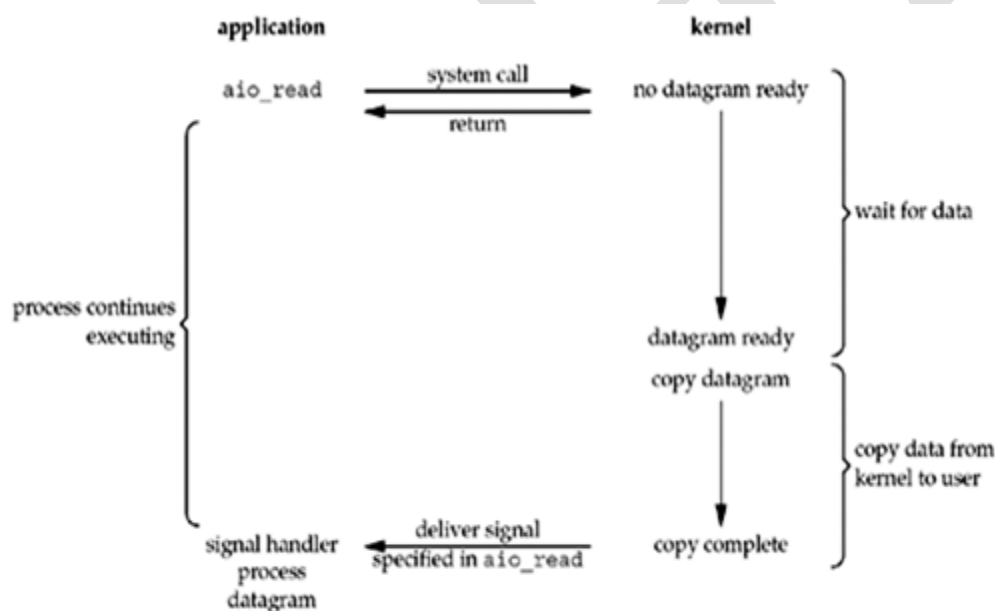 application
kernel
aio_read
system call
no datagram ready
return
wait for data
process continues
executing
datagram ready
copy datagram
copy data from
kernel to user
deliver signal
signal handler
specified in aio_read
copy complete
process
datagram